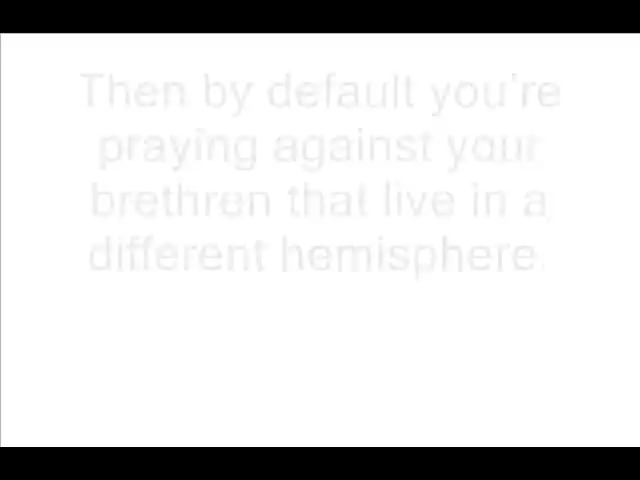 Then by default you're
praying against your
brethren that live in a
different hemisphere.